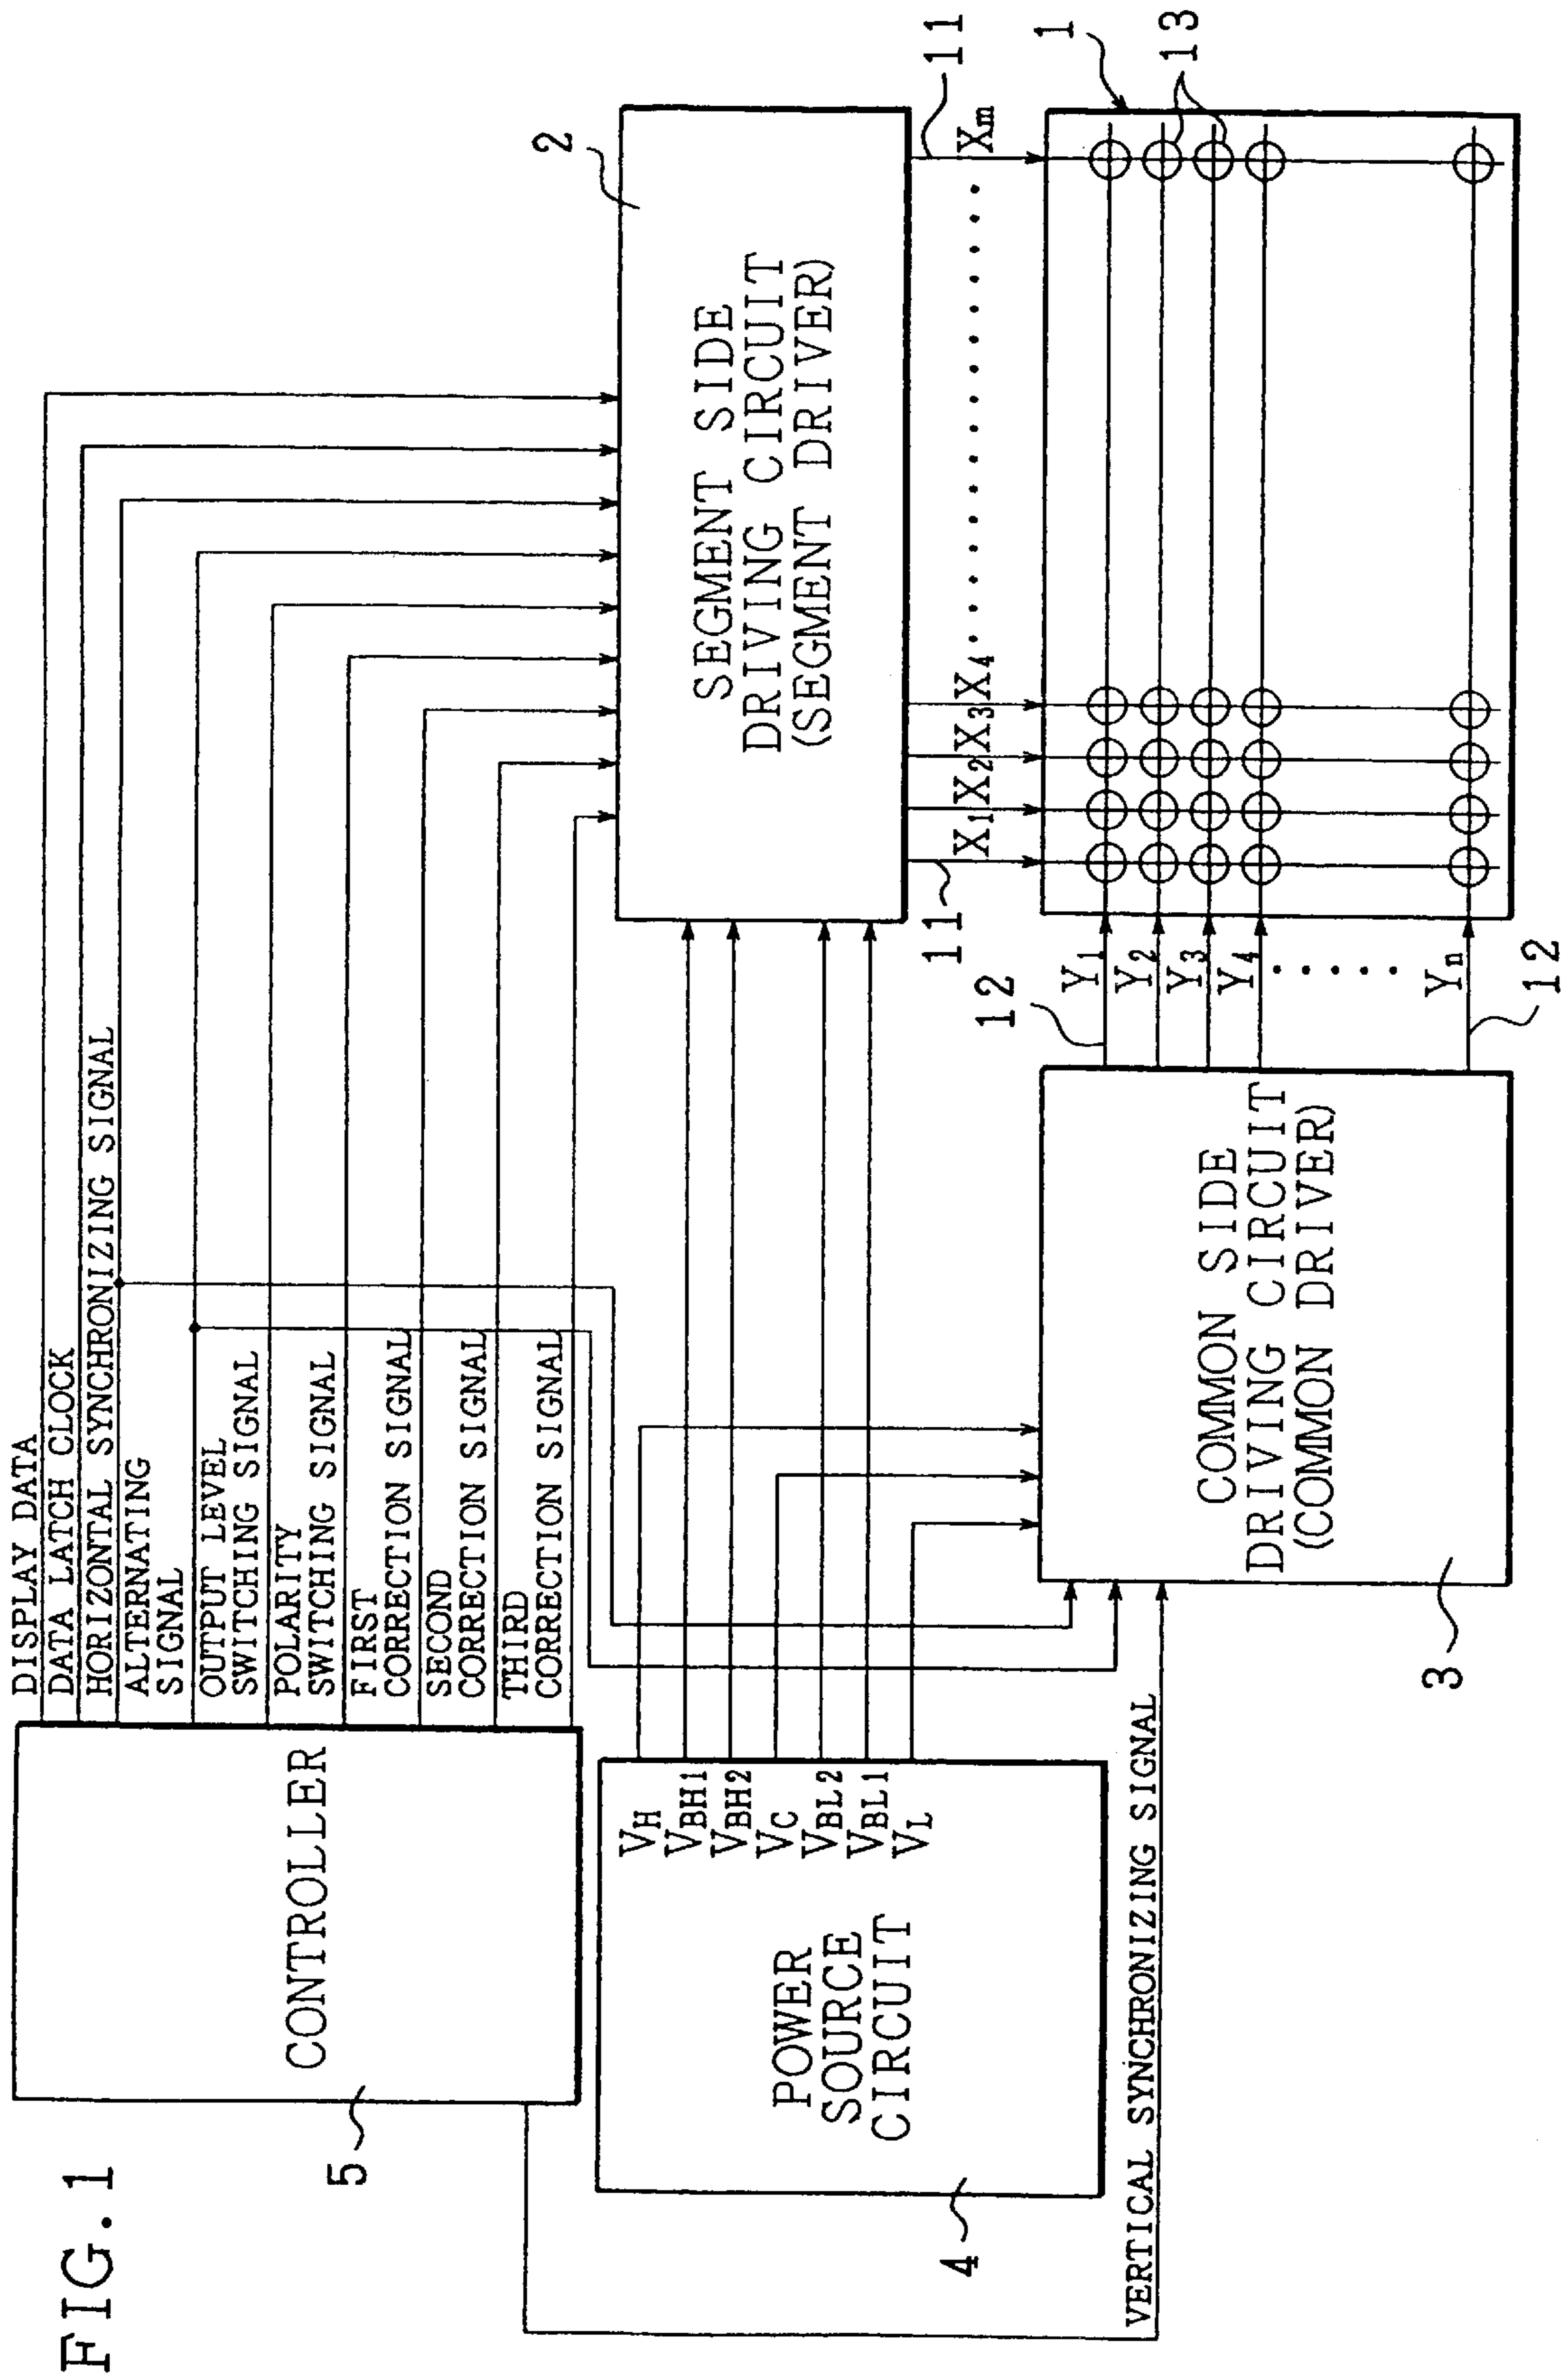 FIG.1
CONTROLLER
5
DISPLAY DATA
DATA LATCH CLOCK
HORIZONTAL SYNCHRONIZING SIGNAL
ALTERNATING
SIGNAL
OUTPUT LEVEL
SWITCHING SIGNAL
POLARITY
SWITCHING SIGNAL
FIRST
CORRECTION SIGNAL
SECOND
CORRECTION SIGNAL
THIRD
CORRECTION SIGNAL
2
SEGMENT SIDE
DRIVING CIRCUIT
(SEGMENT DRIVER)
POWER
SOURCE
CIRCUIT
4
VH
VBH1
VBH2
VC
VBL2
VBL1
VL
VERTICAL SYNCHRONIZING SIGNAL
COMMON SIDE
DRIVING CIRCUIT
(COMMON DRIVER)
3
11
X1 X2 X3 X4 Xm
11
12
Y1
Y2
Y3
Y4
Yn
12
1
13